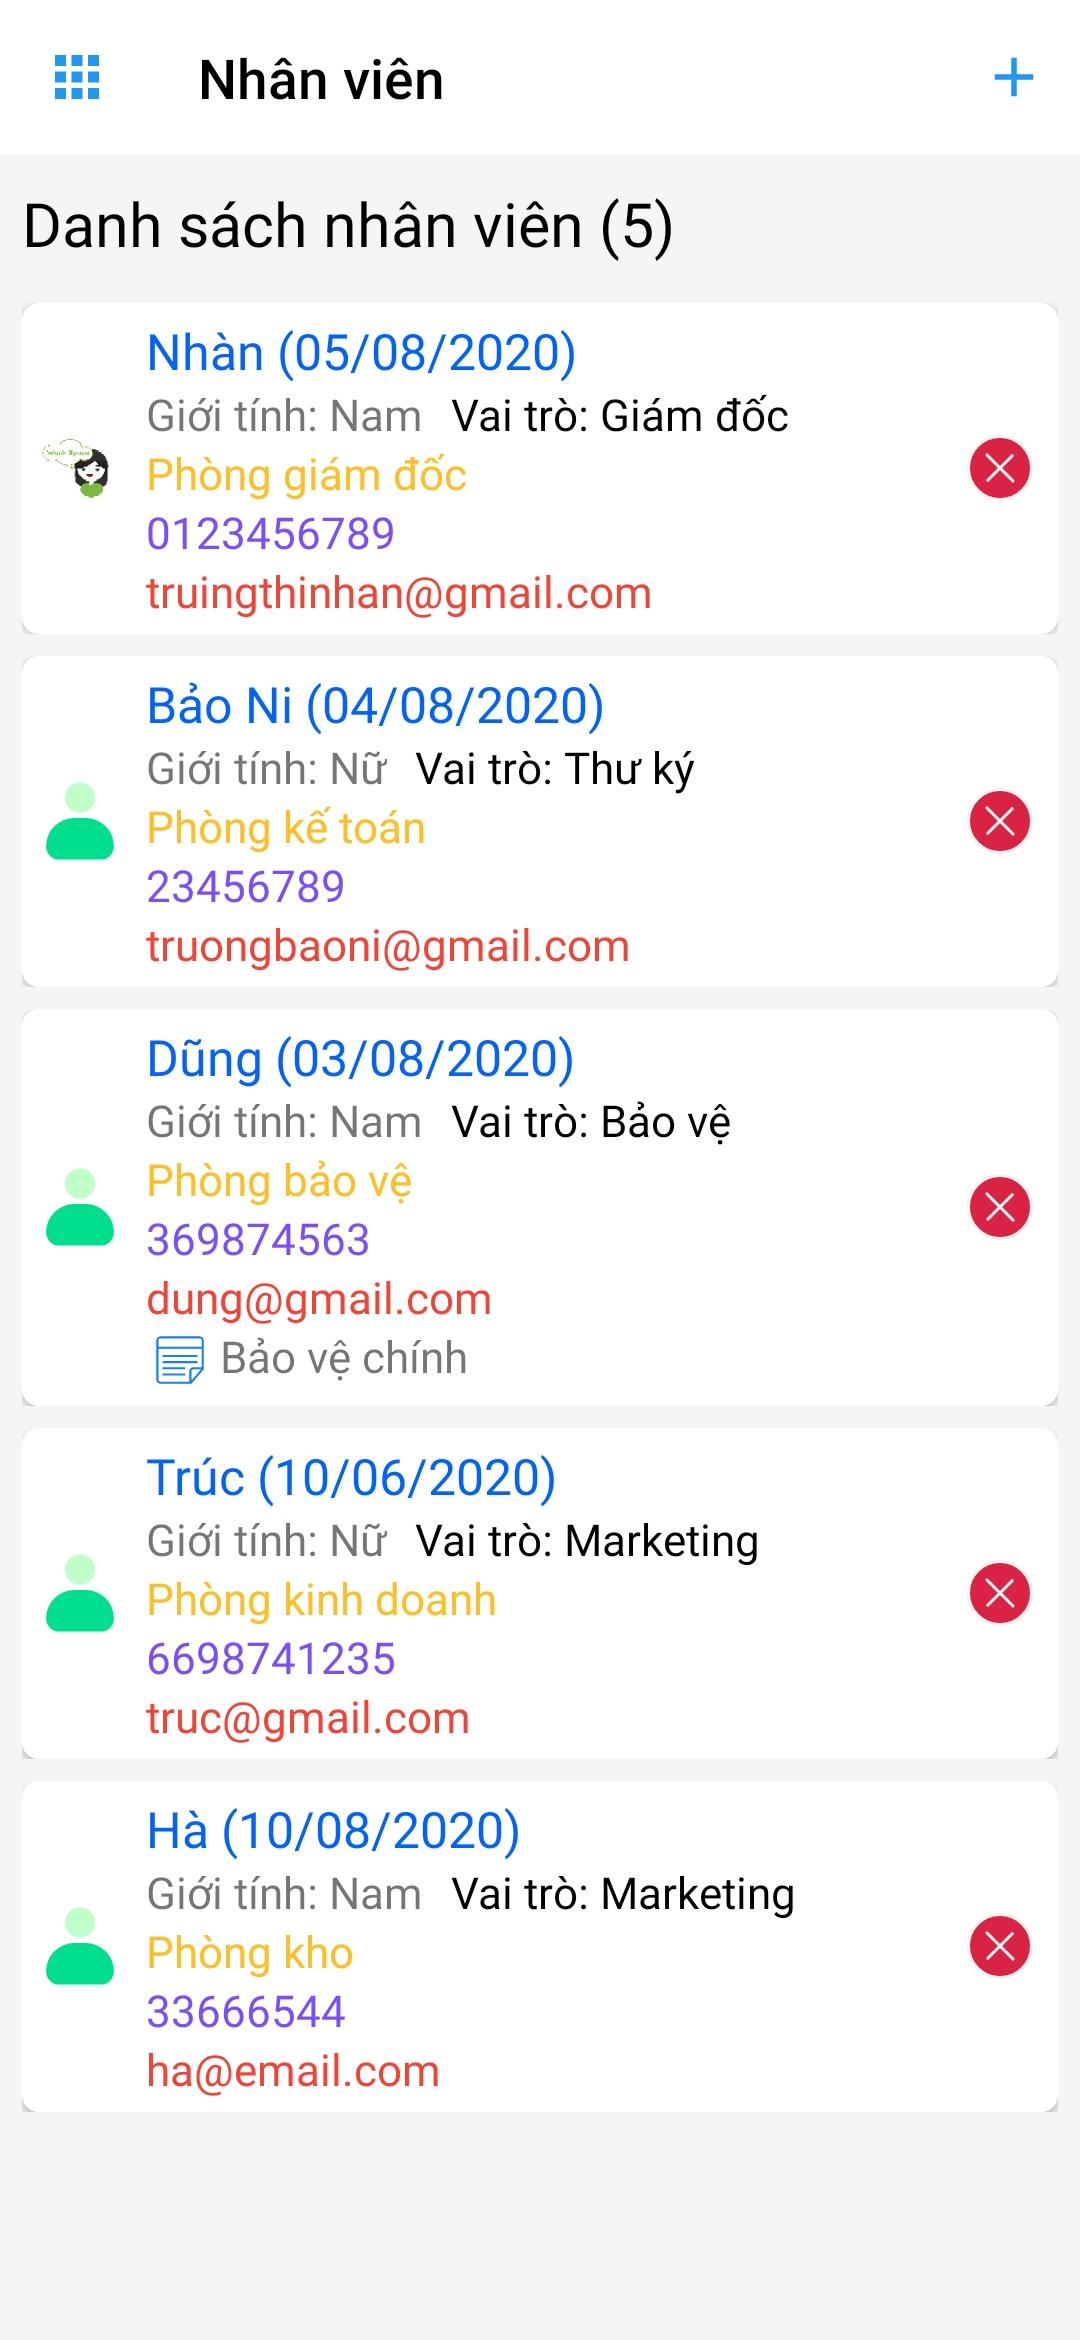 Nhân viên
Danh sách nhân viên (5)
Nhàn (05/08/2020)
Giới tính: Nam Vai trò: Giám đốc
Phòng giám đốc
0123456789
truingthinhan@gmail.com
Bảo Ni (04/08/2020)
Giới tính: Nữ Vai trò: Thư ký
Phòng kế toán
23456789
truongbaoni@gmail.com
Dũng (03/08/2020)
Giới tính: Nam Vai trò: Bảo vệ
Phòng bảo vệ
369874563
dung@gmail.com
Bảo vệ chính
Trúc (10/06/2020)
Giới tính: Nữ Vai trò: Marketing
Phòng kinh doanh
6698741235
truc@gmail.com
Hà (10/08/2020)
Giới tính: Nam Vai trò: Marketing
Phòng kho
33666544
ha@email.com